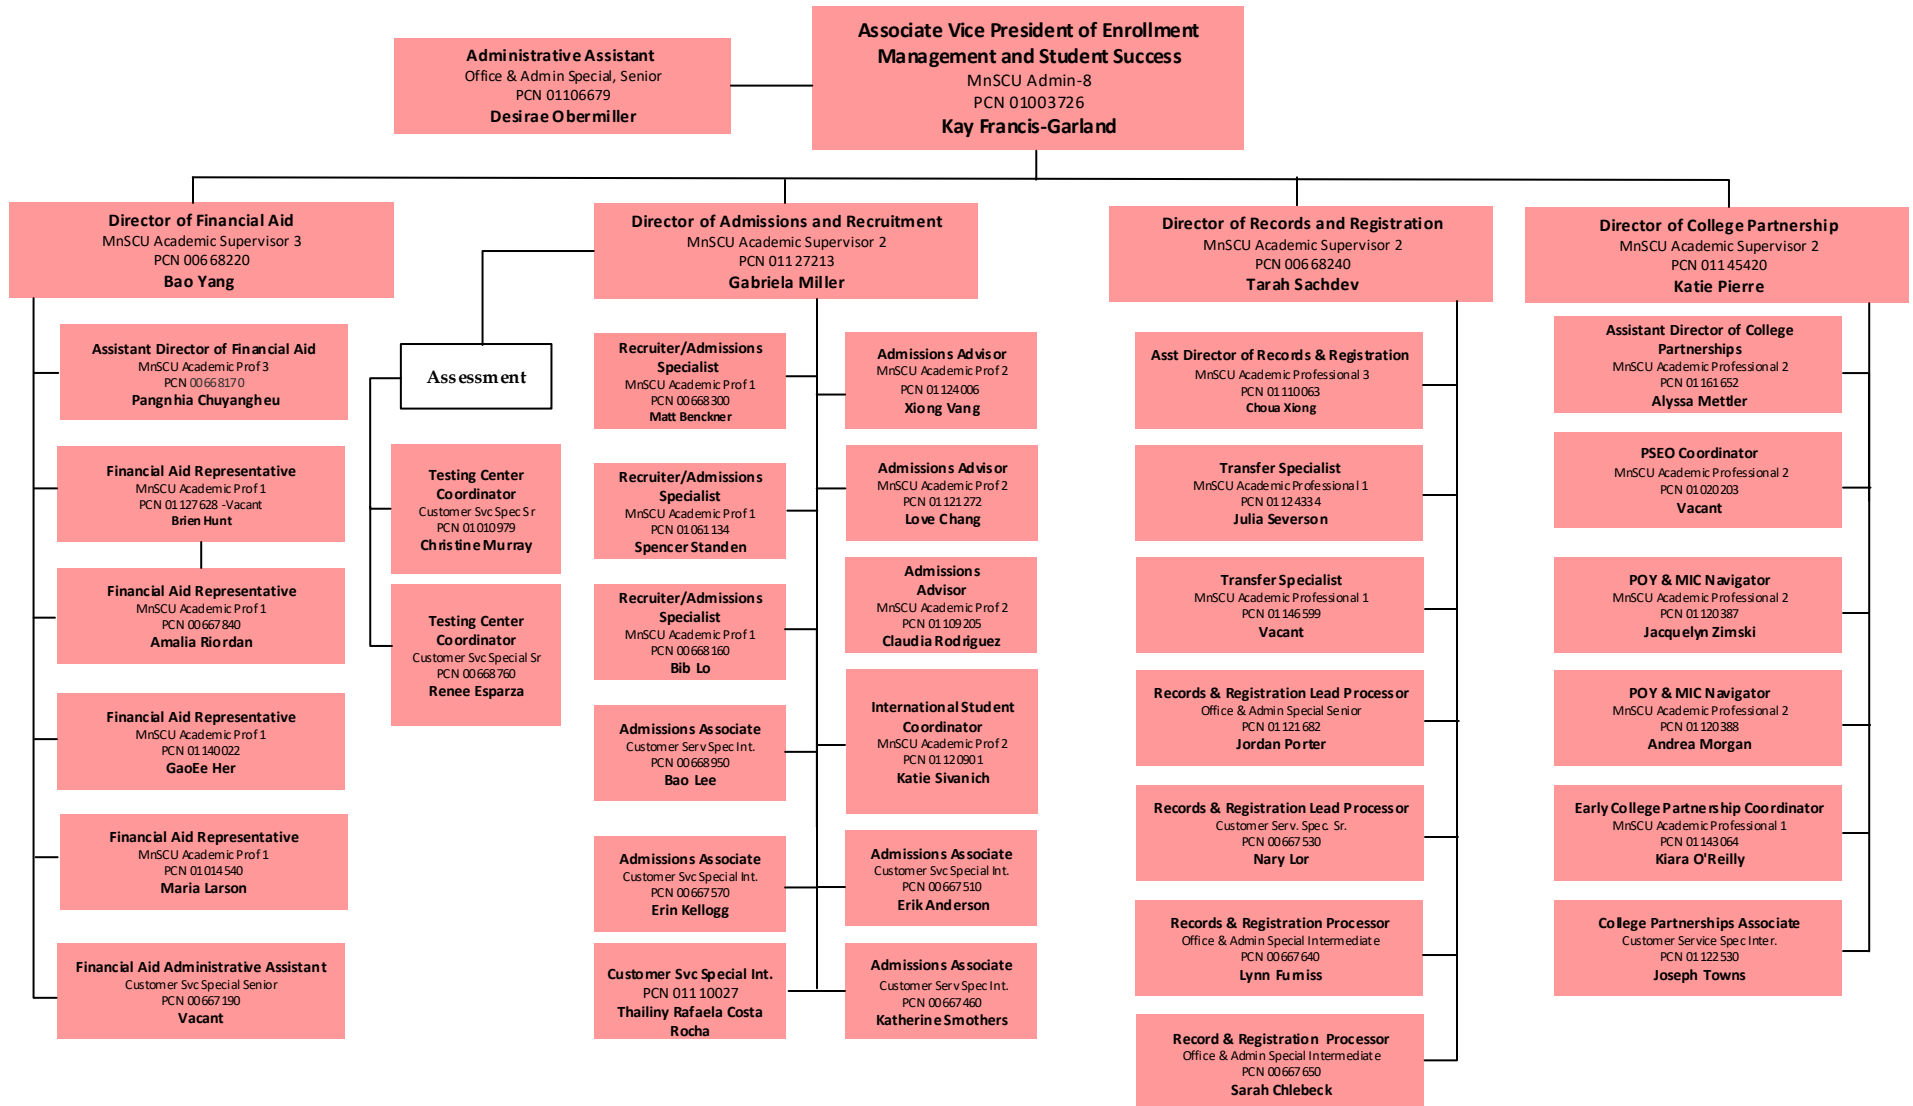 Associate Vice President of Enrollment
Management and Student Success
MnSCU Admin-8
PCN 01003726
Kay Francis-Garland
Administrative Assistant
Office & Admin Special, Senior
PCN 01106679
Desirae Obermiller
Director of Financial Aid
MnSCU Academic Supervisor 3
PCN 00668220
Bao Yang
Assistant Director of Financial Aid
MnSCU Academic Prof 3
PCN 00668170
Pangnhia Chuyangheu
Financial Aid Representative
MnSCU Academic Prof 1
PCN 01127628 -Vacant
Brien Hunt
Financial Aid Representative
MnSCU Academic Prof 1
PCN 00667840
Amalia Riordan
Financial Aid Representative
MnSCU Academic Prof 1
PCN 01140022
GaoEe Her
Financial Aid Representative
MnSCU Academic Prof 1
PCN 01014540
Maria Larson
Financial Aid Administrative Assistant
Customer Svc Special Senior
PCN 00667190
Vacant
Director of Admissions and Recruitment
MnSCU Academic Supervisor 2
PCN 01127213
Gabriela Miller
Assessment
Testing Center
Coordinator
Customer Svc Spec Sr
PCN 01010979
Christine Murray
Testing Center
Coordinator
Customer Svc Special Sr
PCN 00668760
Renee Esparza
Recruiter/Admissions
Specialist
MnSCU Academic Prof 1
PCN 00668300
Matt Benckner
Recruiter/Admissions
Specialist
MnSCU Academic Prof 1
PCN 01061134
Spencer Standen
Recruiter/Admissions
Specialist
MnSCU Academic Prof 1
PCN 00668160
Bib Lo
Admissions Associate
Customer Serv Spec Int.
PCN 00668950
Bao Lee
Admissions Associate
Customer Svc Special Int.
PCN 00667570
Erin Kellogg
Customer Svc Special Int.
PCN 01110027
Thailiny Rafaela Costa
Rocha
Admissions Advisor
MnSCU Academic Prof 2
PCN 01124006
Xiong Vang
Admissions Advisor
MnSCU Academic Prof 2
PCN 01121272
Love Chang
Admissions
Advisor
MnSCU Academic Prof 2
PCN 01109205
Claudia Rodriguez
International Student
Coordinator
MnSCU Academic Prof 2
PCN 01120901
Katie Sivanich
Admissions Associate
Customer Svc Special Int.
PCN 00667510
Erik Anderson
Admissions Associate
Customer Serv Spec Int.
PCN 00667460
Katherine Smothers
Director of Records and Registration
MnSCU Academic Supervisor 2
PCN 00668240
Tarah Sachdev
Asst Director of Records & Registration
MnSCU Academic Professional 3
PCN 01110063
Choua Xiong
Transfer Specialist
MnSCU Academic Professional 1
PCN 01124334
Julia Severson
Transfer Specialist
MnSCU Academic Professional 1
PCN 01146599
Vacant
Records & Registration Lead Processor
Office & Admin Special Senior
PCN 01121682
Jordan Porter
Records & Registration Lead Processor
Customer Serv. Spec. Sr.
PCN 00667530
Nary Lor
Records & Registration Processor
Office & Admin Special Intermediate
PCN 00667640
Lynn Furniss
Record & Registration Processor
Office & Admin Special Intermediate
PCN 00667650
Sarah Chlebeck
Director of College Partnership
MnSCU Academic Supervisor 2
PCN 01145420
Katie Pierre
Assistant Director of College
Partnerships
MnSCU Academic Professional 2
PCN 01161652
Alyssa Mettler
PSEO Coordinator
MnSCU Academic Professional 2
PCN 01020203
Vacant
POY & MIC Navigator
MnSCU Academic Professional 2
PCN 01120387
Jacquelyn Zimski
POY & MIC Navigator
MnSCU Academic Professional 2
PCN 01120388
Andrea Morgan
Early College Partnership Coordinator
MnSCU Academic Professional 1
PCN 01143064
Kiara O'Reilly
College Partnerships Associate
Customer Service Spec Inter.
PCN 01122530
Joseph Towns